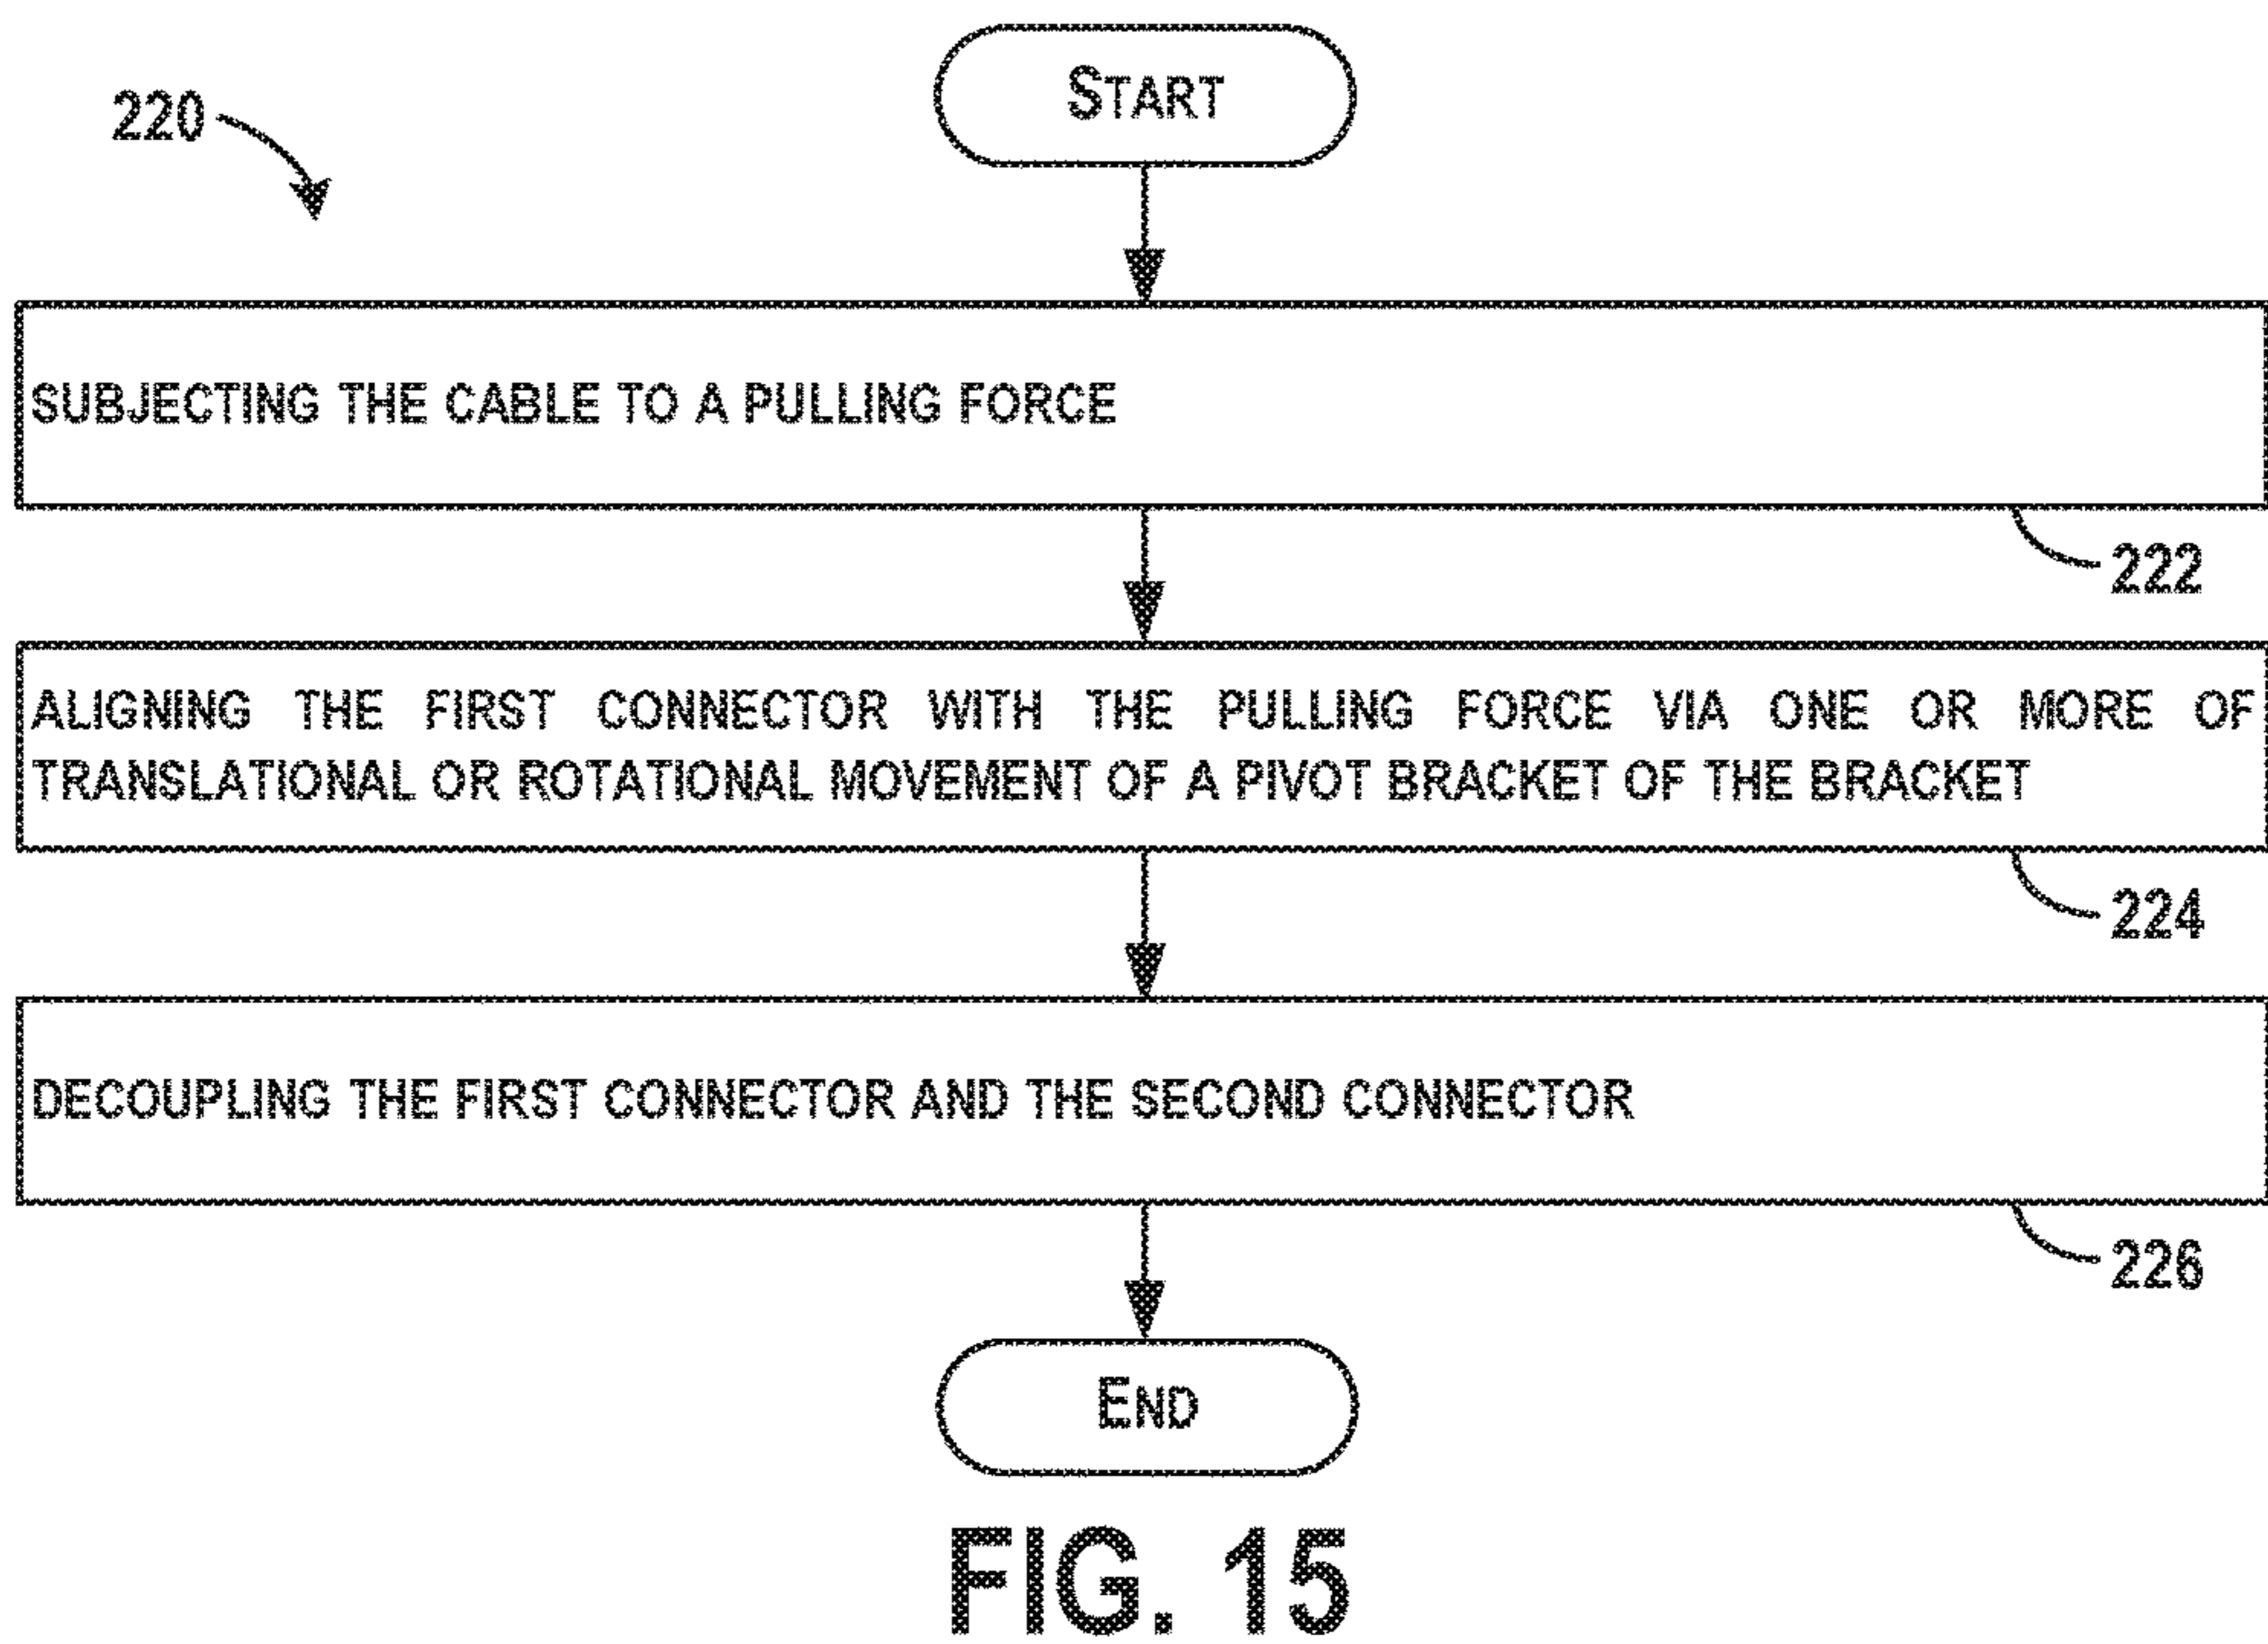 START
220
SUBJECTING THE CABLE TO A PULLING FORCE
222
ALIGNING THE FIRST CONNECTOR WITH THE PULLING FORCE VIA ONE OR MORE OF
TRANSLATIONAL OR ROTATIONAL MOVEMENT OF A PIVOT BRACKET OF THE BRACKET
224
DECOUPLING THE FIRST CONNECTOR AND THE SECOND CONNECTOR
226
END
FIG. 15